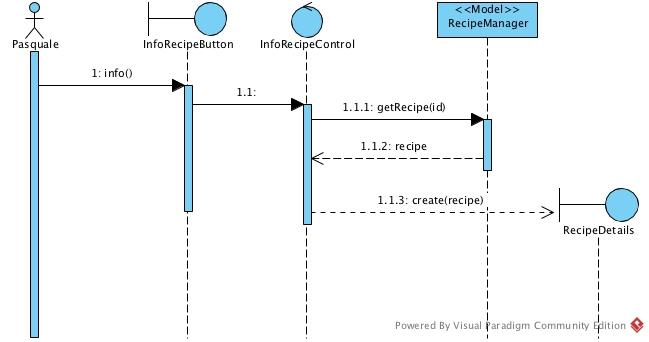 <<Model>>
RecipeManager
Pasquale
InfoRecipeButton
InfoRecipeControl
1: info()
1.1:
1.1.1: getRecipe(id)
1.1.2: recipe
1.1.3: create(recipe)
RecipeDetails
Powered By Visual Paradigm Community Edition